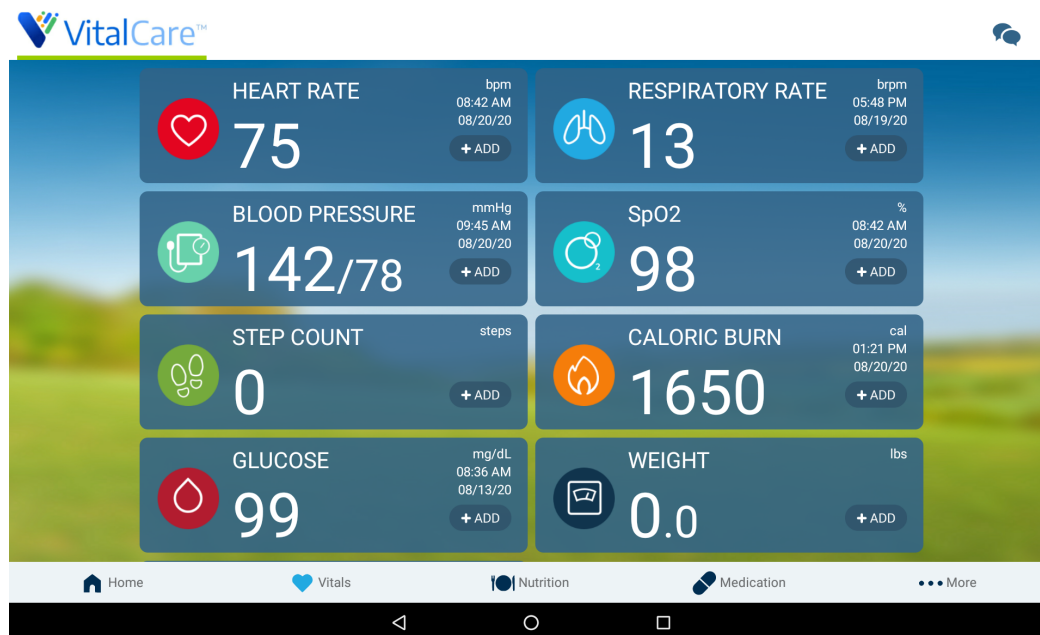 VitalCare™
HEART RATE
bpm
08:42 AM
08/20/20
75
+ ADD
RESPIRATORY RATE
brpm
05:48 PM
08/19/20
13
+ ADD
BLOOD PRESSURE
mmHg
09:45 AM
08/20/20
142/78
+ ADD
SpO2
%
08:42 AM
08/20/20
98
+ ADD
2
STEP COUNT
steps
0
+ ADD
CALORIC BURN
cal
01:21 PM
08/20/20
1650
+ ADD
GLUCOSE
mg/dL
08:36 AM
08/13/20
99
+ ADD
WEIGHT
lbs
0.0
+ ADD
Home
Vitals
Nutrition
Medication
More